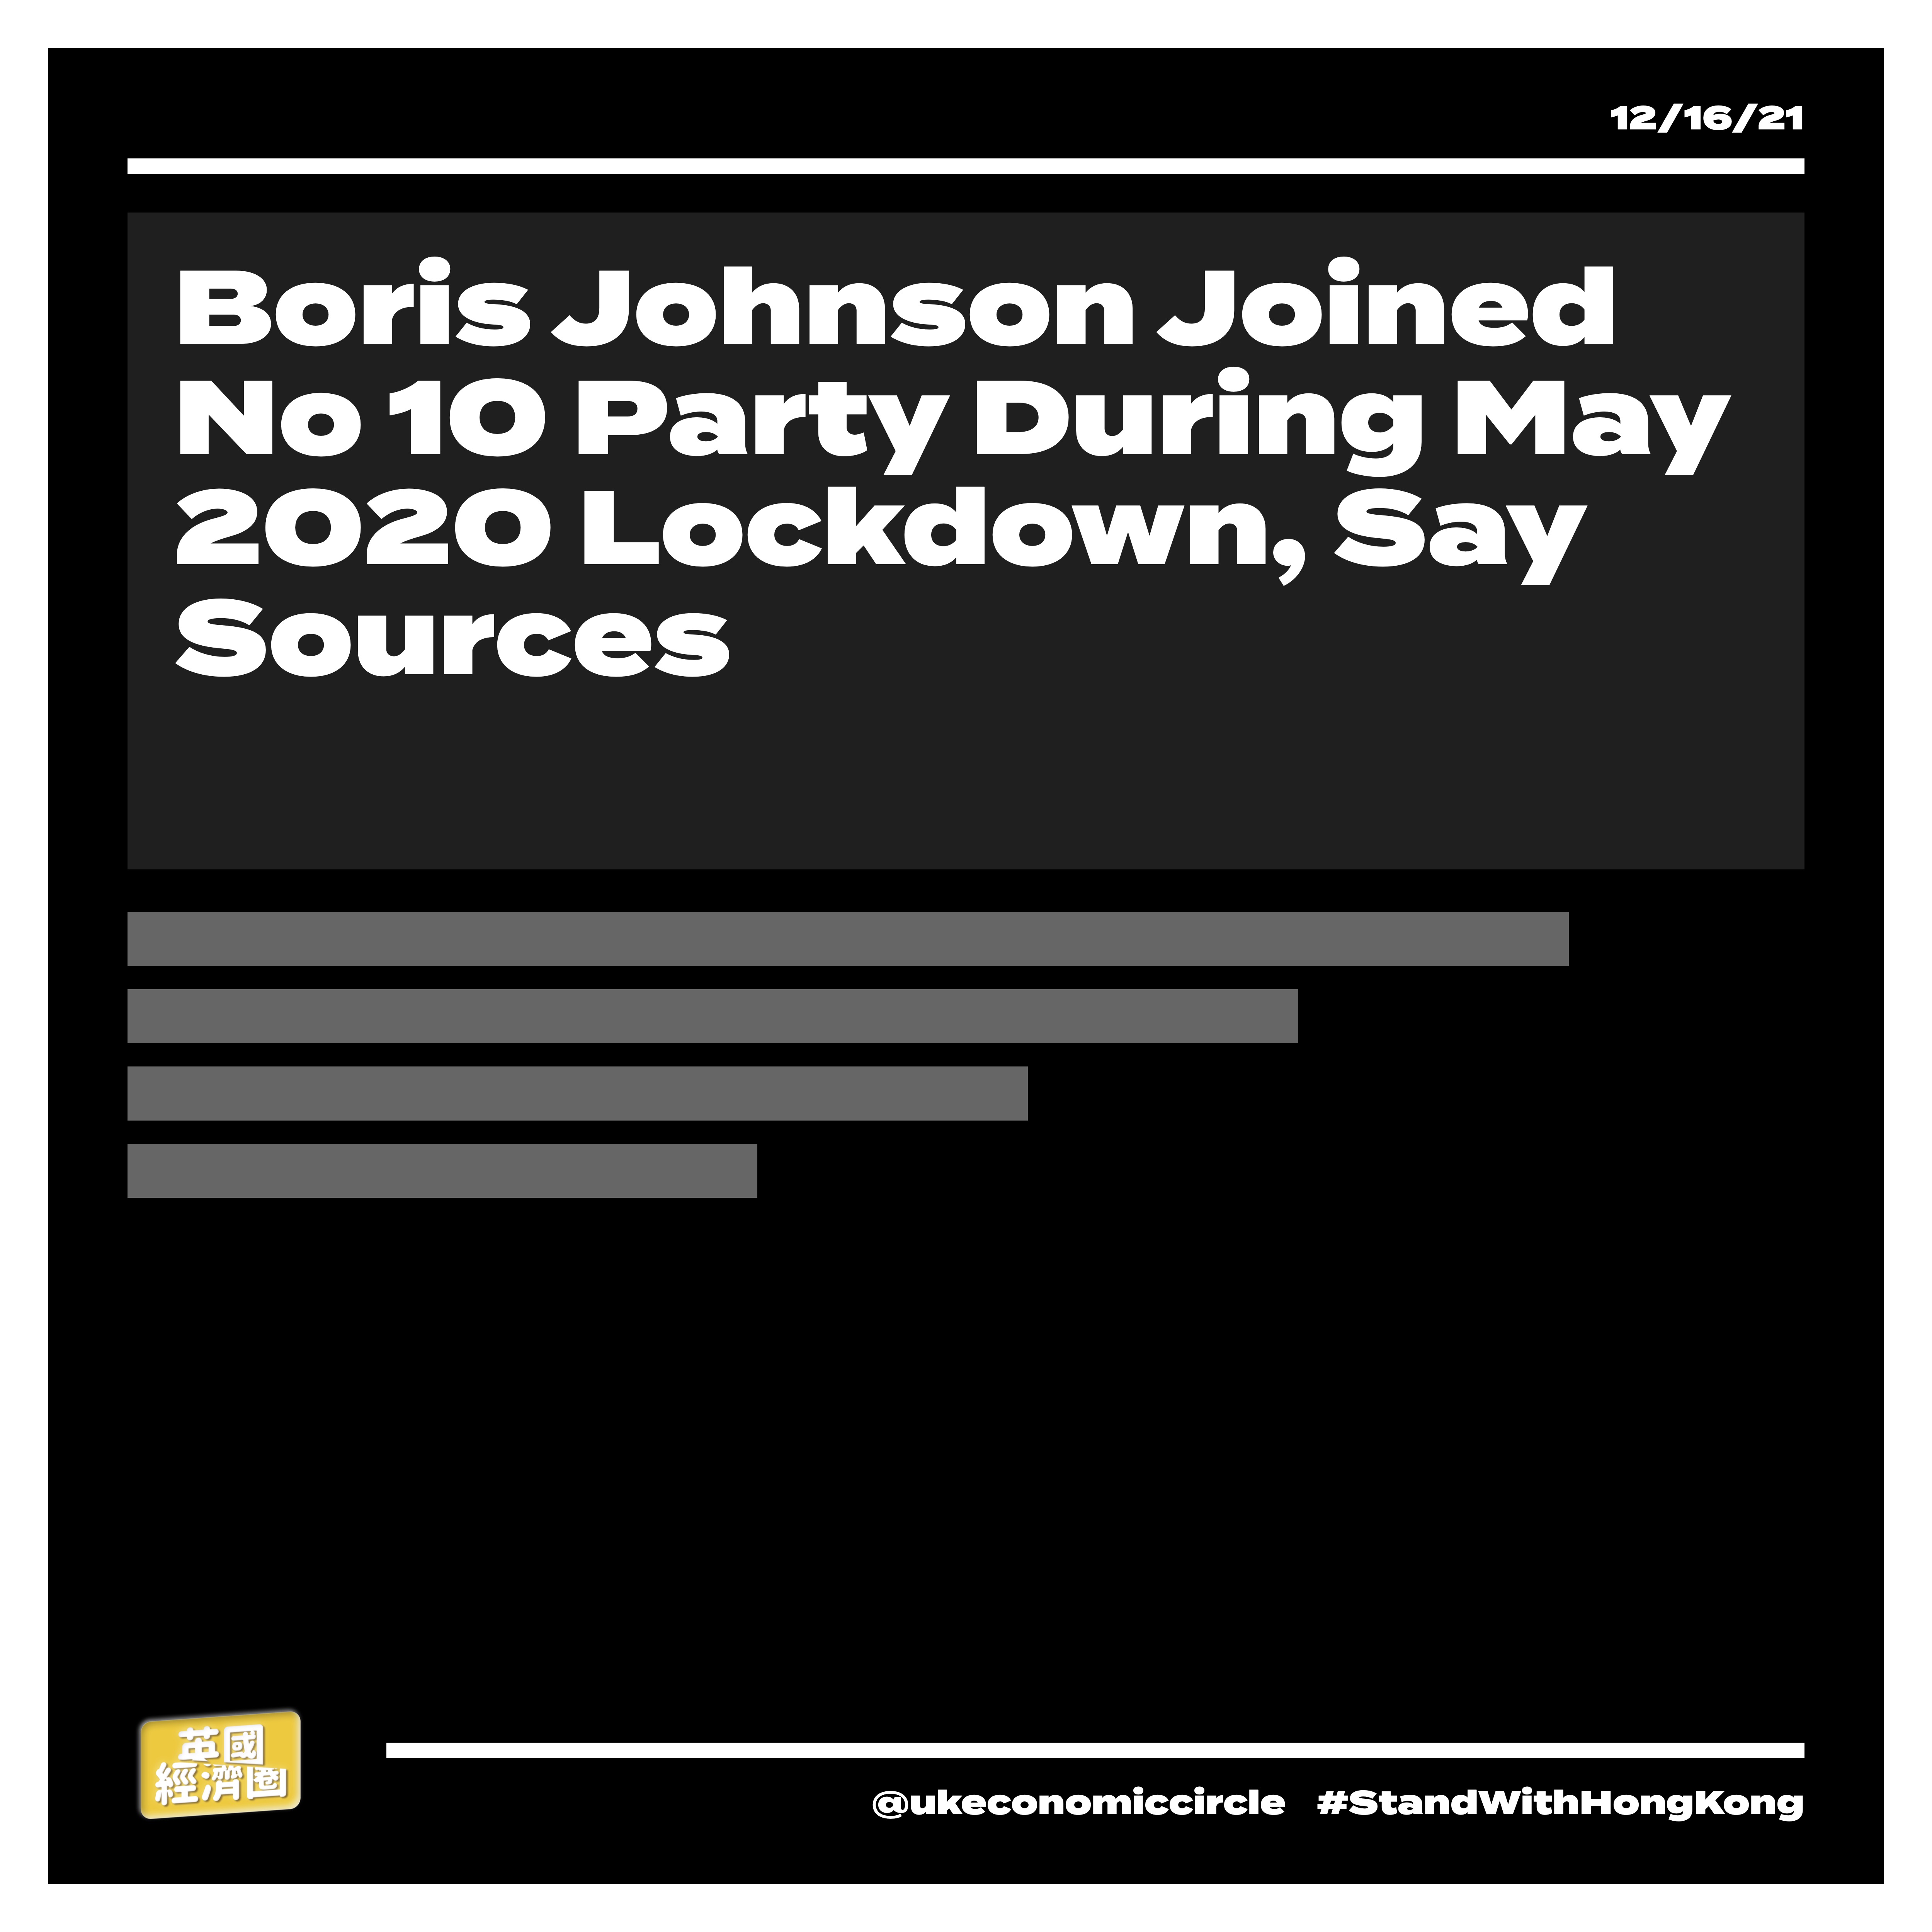 12/16/21
Boris Johnson Joined
No 10 Party During May
2020 Lockdown, Say
Sources
英國
經濟圈
@ukeconomiccircle #StandWithHongKong